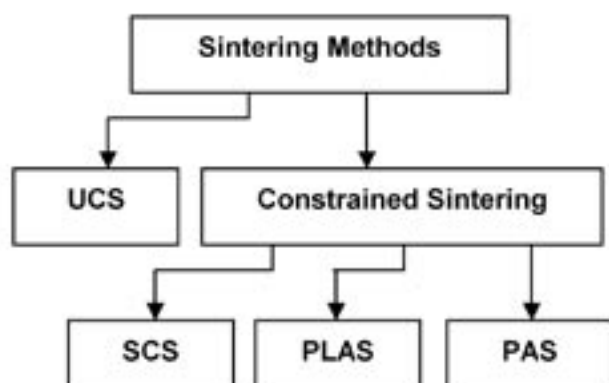 Sintering Methods
UCS
Constrained Sintering
SCS
PLAS
PAS